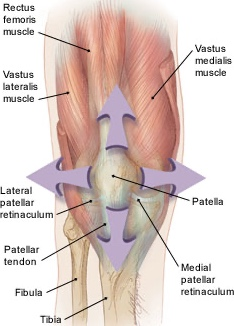 Rectus
femoris
muscle
Vastus
medialis
muscle
Vastus
lateralis
muscle
Lateral
patellar
retinaculum
Patella
Patellar
tendon
Medial
patellar
retinaculum
Fibula
Tibia